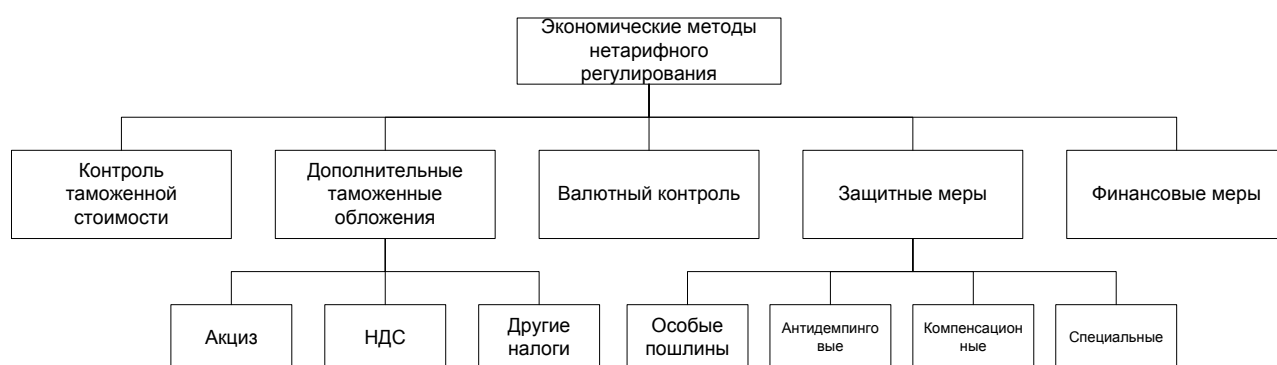 Экономические методы
нетарифного
регулирования
Контроль
таможенной
стоимости
Дополнительные
таможенные
обложения
Валютный контроль
Защитные меры
Финансовые меры
Акциз
НДС
Другие
налоги
Особые
пошлины
Антидемпинго
вые
Компенсацион
ные
Специальные